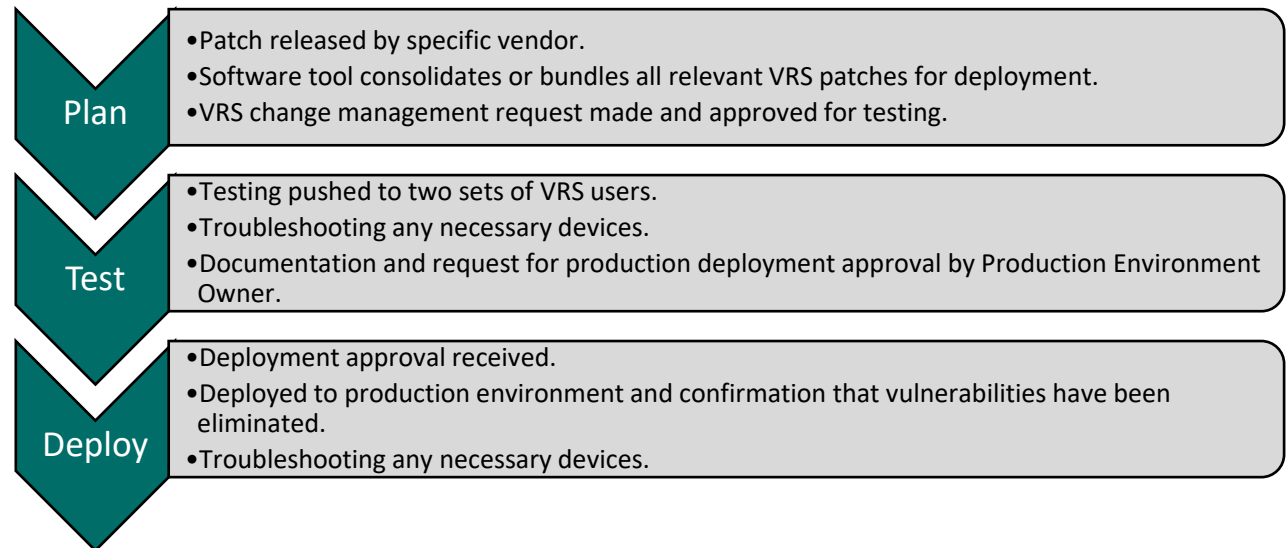 Plan
•Patch released by specific vendor.
•Software tool consolidates or bundles all relevant VRS patches for deployment.
•VRS change management request made and approved for testing.
Test
•Testing pushed to two sets of VRS users.
•Troubleshooting any necessary devices.
•Documentation and request for production deployment approval by Production Environment
Owner.
Deploy
•Deployment approval received.
•Deployed to production environment and confirmation that vulnerabilities have been
eliminated.
•Troubleshooting any necessary devices.